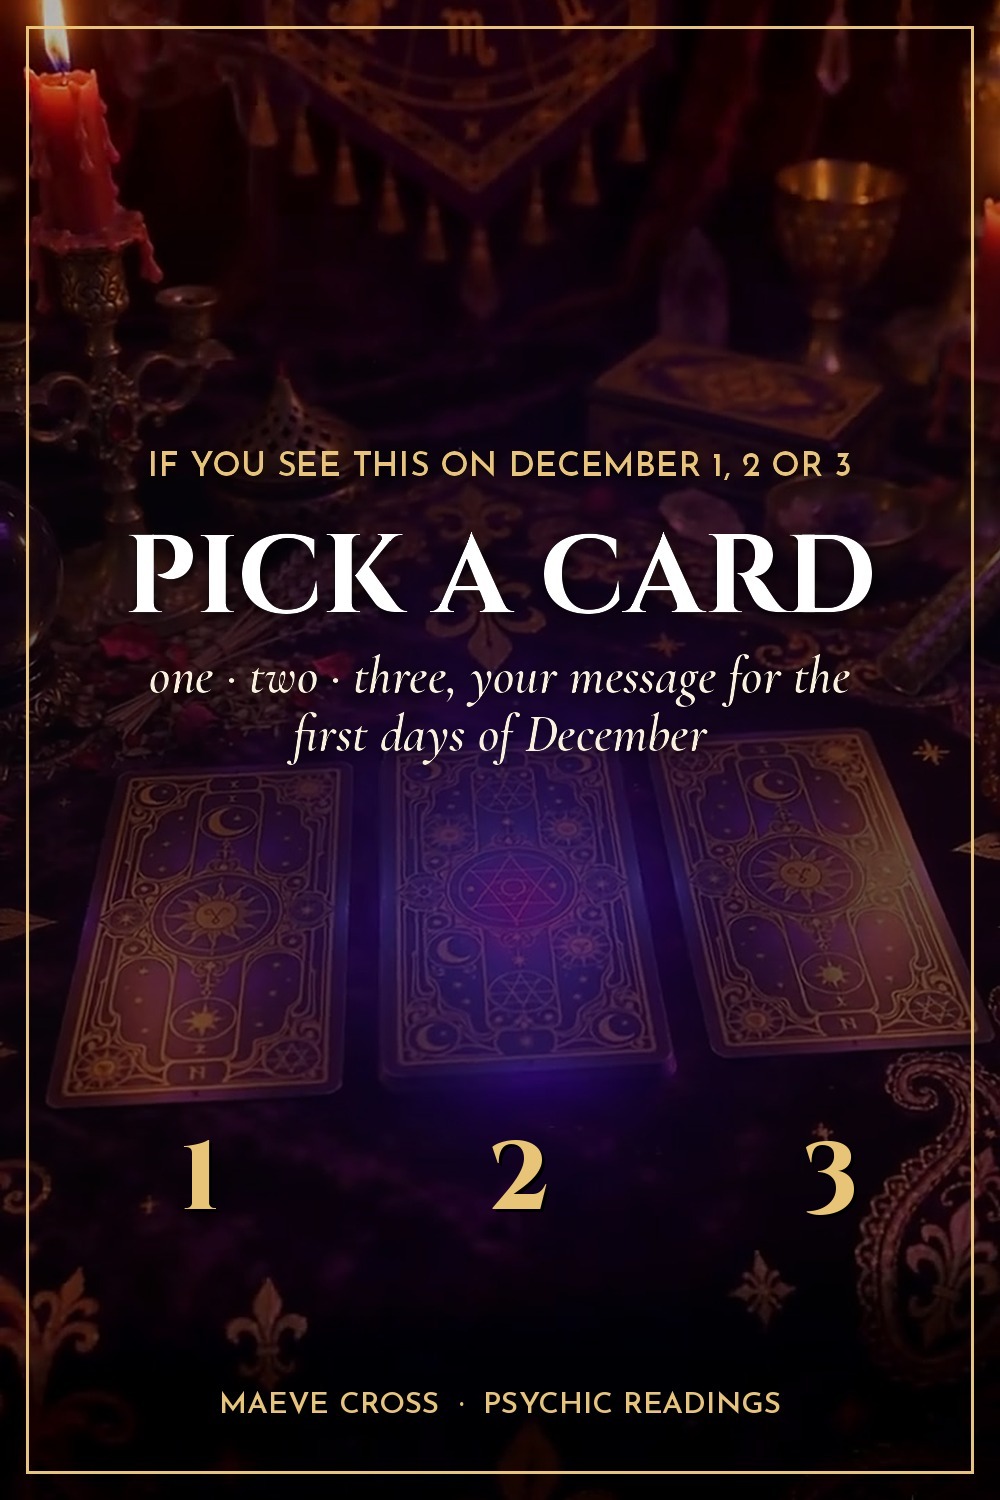 IF YOU SEE THIS ON DECEMBER 1, 2 OR 3
PICK A CARD
one · two · three, your message for the
first days of December
1 2 3
MAEVE CROSS · PSYCHIC READINGS